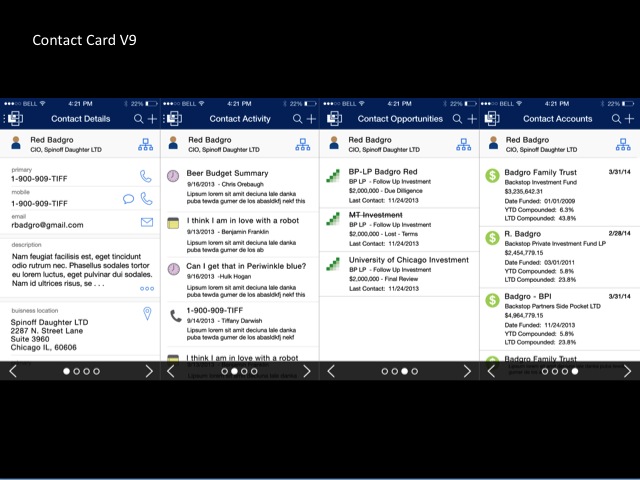 Contact Card V9
BELL 4:21 PM 22%
Contact Details
Red Badgro
CIO, Spinoff Daughter LTD
primary
1-900-909-TIFF
mobile
1-900-909-TIFF
email
rbadgro@gmail.com
description
Nam feugiat facilisis est, eget tincidunt
odio rutrum nec. Phasellus sodales tortor
eu lorem luctus, eget pulvinar dui sodales.
Nam id ultrices risus, se . . .
buisness location
Spinoff Daughter LTD
2287 N. Street Lane
Suite 3960
Chicago IL, 60606
BELL 4:21 PM 22%
Contact Activity
Red Badgro
CIO, Spinoff Daughter LTD
Beer Budget Summary
9/16/2013 - Chris Orebaugh
Lipsum lorem sit amt deciuna lale danka
puba tewda gumer de los abasldkfj nekf this
I think I am in love with a robot
9/13/2013 - Benjamin Franklin
Lipsum lorem sit amt deciuna lale danka
puba tewda gumer de los ab
Can I get that in Periwinkle blue?
9/16/2013 -Hulk Hogan
Lipsum lorem sit amt deciuna lale danka
puba tewda gumer de los abasldkfj nekf this
1-900-909-TIFF
9/14/2013 - Tiffany Darwish
Lipsum lorem sit amt deciuna lale danka
puba tewda gumer de los abasldkfj nekf this
I think I am in love with a robot
BELL 4:21 PM 22%
Contact Opportunities
Red Badgro
CIO, Spinoff Daughter LTD
BP-LP Badgro Red
BP LP - Follow Up Investment
$2,000,000 - Due Diligence
Last Contact: 11/24/2013
MT Investment
BP LP - Follow Up Investment
$2,000,000 - Lost - Terms
Last Contact: 11/24/2013
University of Chicago Investment
BP LP - Follow Up Investment
$2,000,000 - Final Review
Last Contact: 11/24/2013
BELL 4:21 PM 22%
Contact Accounts
Red Badgro
CIO, Spinoff Daughter LTD
Badgro Family Trust 3/31/14
Backstop Investment Fund
$3,235,642.31
Date Funded: 01/01/2009
YTD Compounded: 6.3%
LTD Compounded: 43.8%
R. Badgro 2/28/14
Backstop Private Investment Fund LP
$2,454,779.15
Date Funded: 03/01/2011
YTD Compounded: 5.8%
LTD Compounded: 23.8%
Badgro - BPI 3/31/14
Backstop Partners Side Pocket LTD
$4,964,779.15
Date Funded: 11/24/2013
YTD Compounded: 5.8%
LTD Compounded: 23.8%
Badgro Family Trust